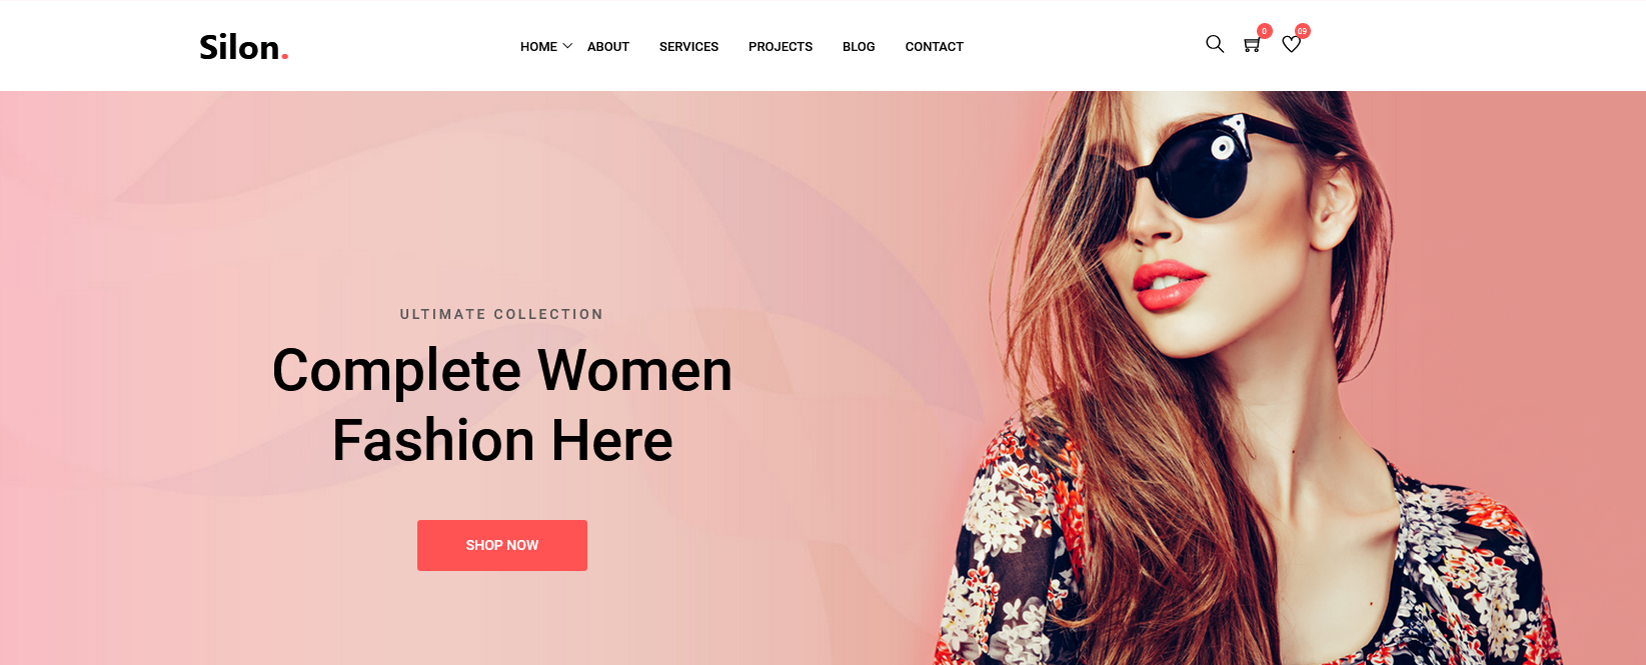 Silon.
HOME ABOUT SERVICES PROJECTS BLOG CONTACT
0
09
ULTIMATE COLLECTION
Complete Women
Fashion Here
SHOP NOW